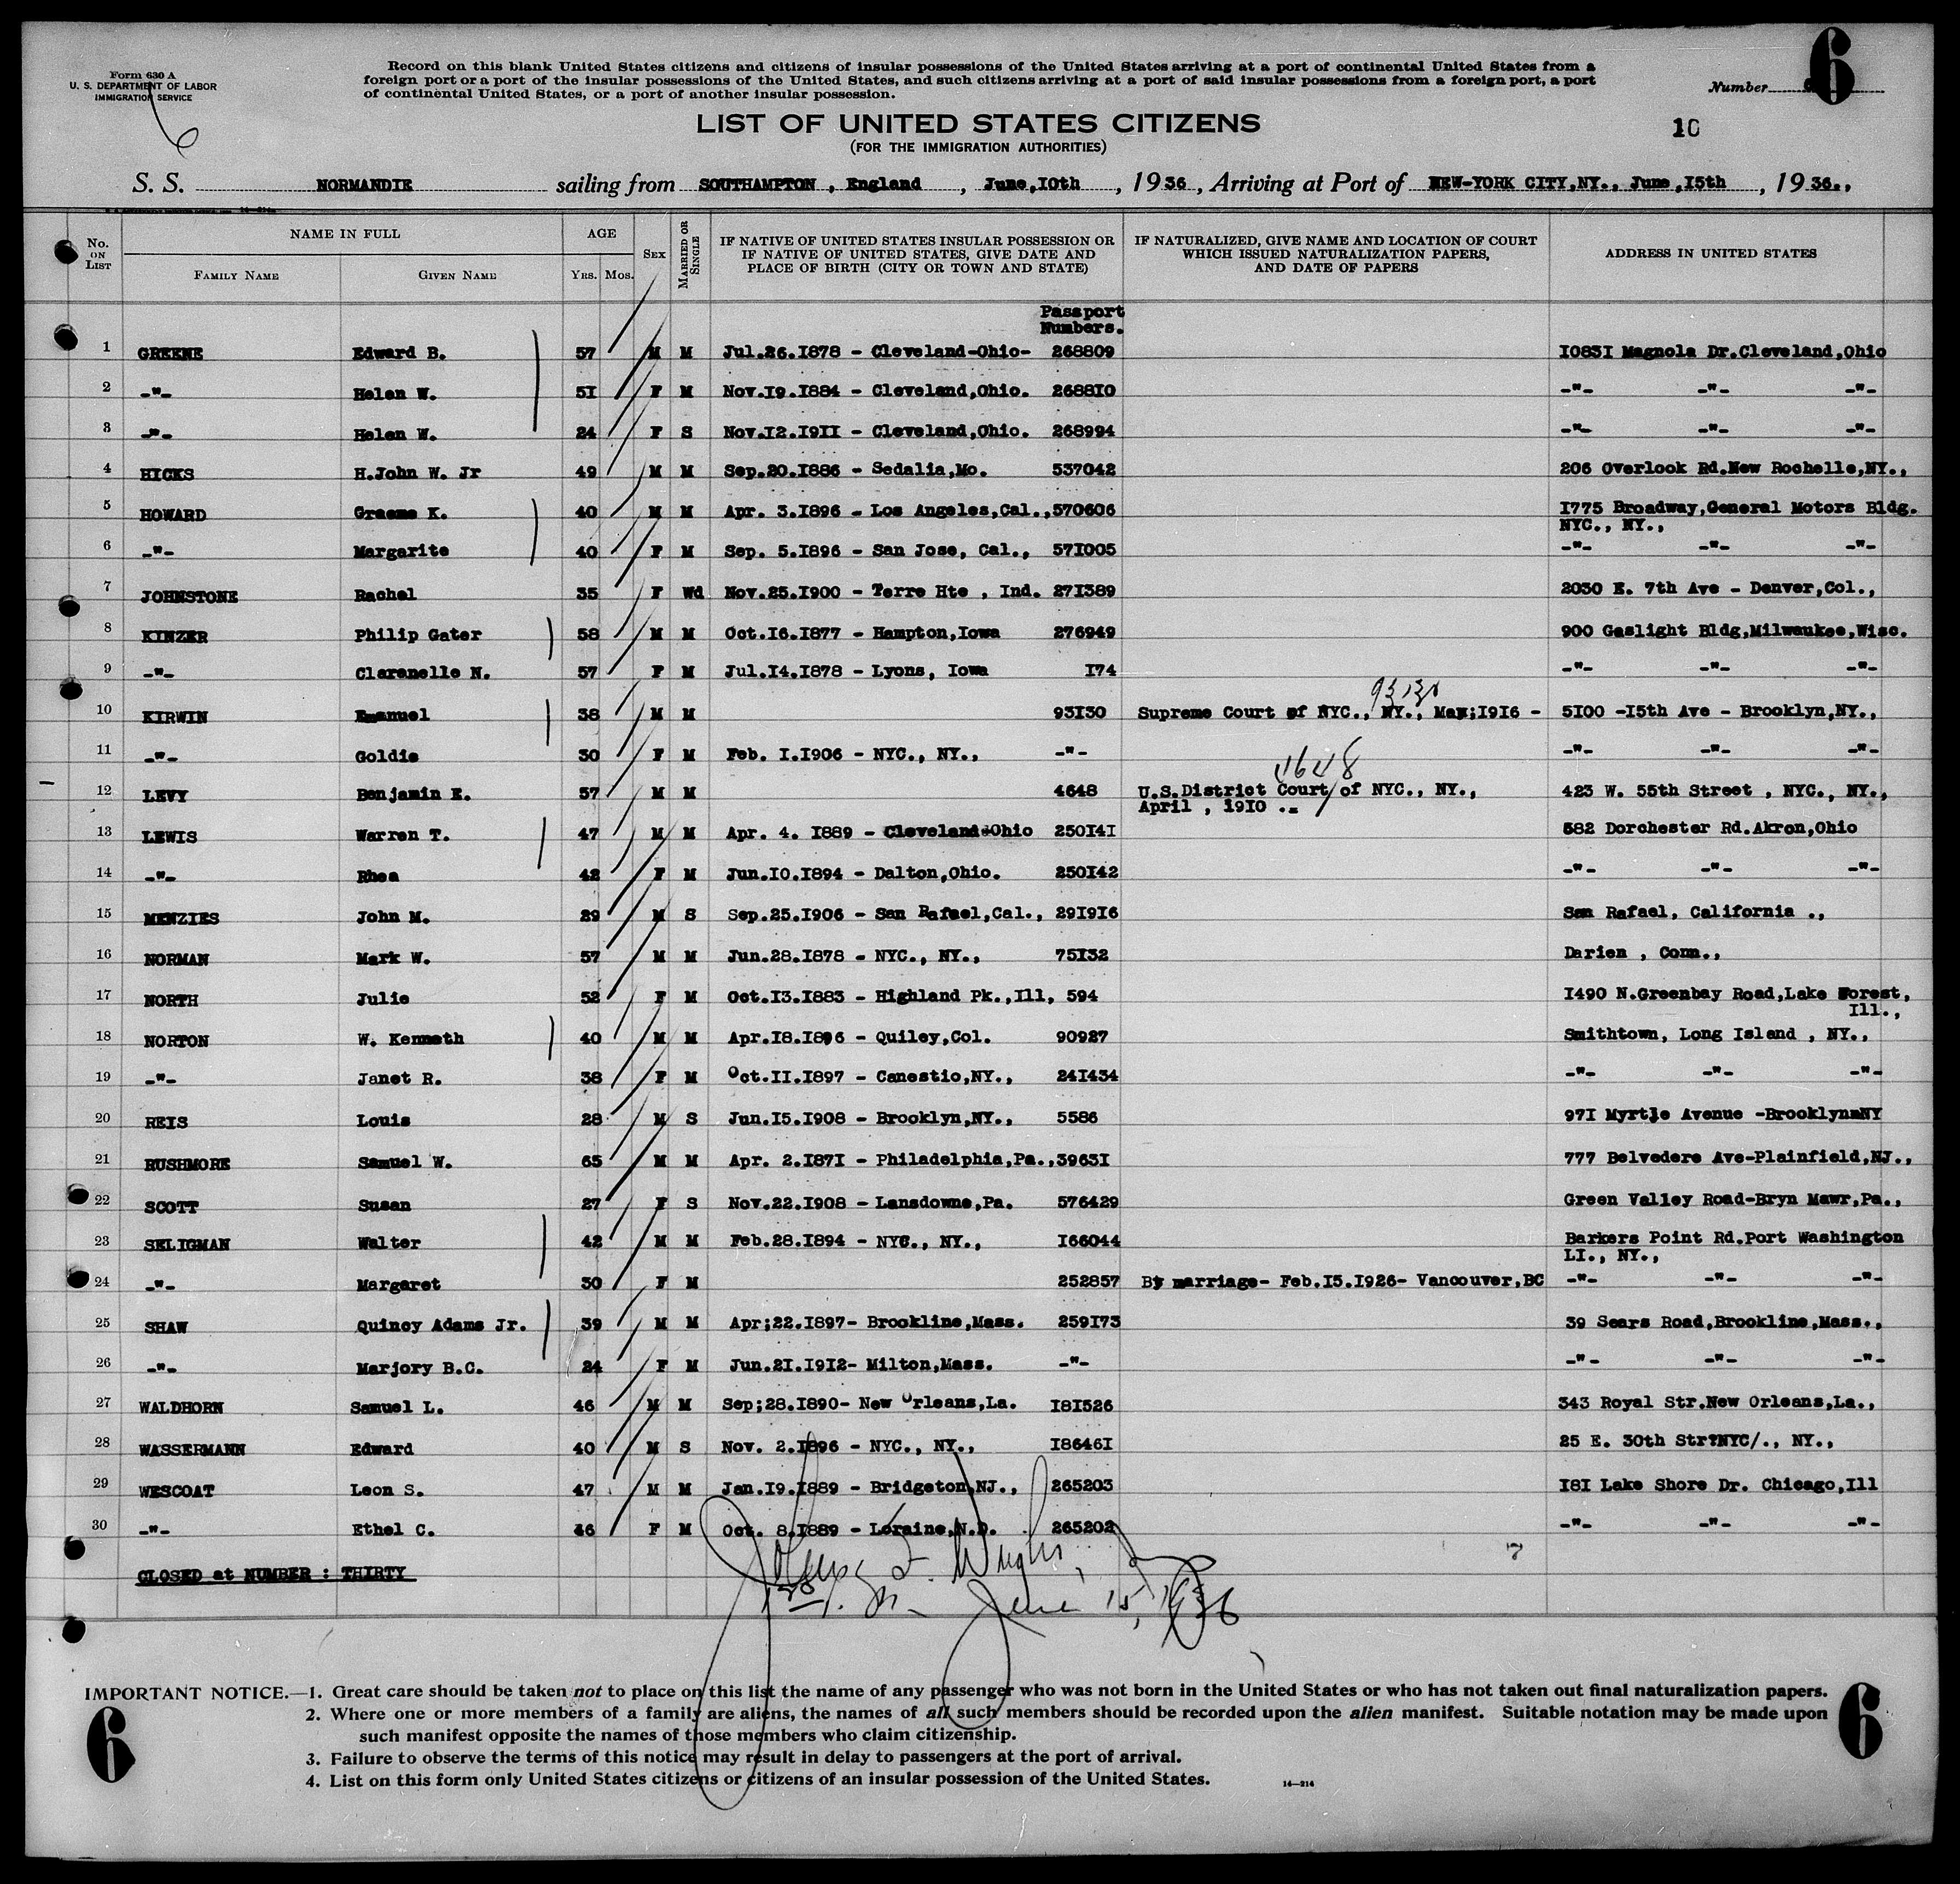 Form 630 A
U. S. DEPARTMENT OF LABOR
IMMIGRATION SERVICE
6
Record on this blank United States citizens and citizens of insular possessions of the United States arriving at a port of continental United States from a
foreign port or a port of the insular possessions of the United States, and such citizens arriving at a port of said insular possessions from a foreign port, a port
of continental United States, or a port of another insular possession.
Number 6
LIST OF UNITED STATES CITIZENS
(FOR THE IMMIGRATION AUTHORITIES)
10
S. S. NORMANDIE sailing from SOUTHAMPTON , England , June,10th , 1936 , Arriving at Port of NEW-YORK CITY,NY., June,15th , 1936.,
No. ON LIST NAME IN FULL AGE SEX MARRIED OR SINGLE IF NATIVE OF UNITED STATES INSULAR POSSESSION OR IF NATIVE OF UNITED STATES, GIVE DATE AND PLACE OF BIRTH (CITY OR TOWN AND STATE) IF NATURALIZED, GIVE NAME AND LOCATION OF COURT WHICH ISSUED NATURALIZATION PAPERS, AND DATE OF PAPERS ADDRESS IN UNITED STATES
FAMILY NAME GIVEN NAME YRS. MOS.
Passport
Numbers.
1 GREENE Edward B. 57 M M Jul.26.1878 - Cleveland-Ohio- 268809 10831 Magnola Dr.Cleveland,Ohio
2 -"- Helen W. 51 F M Nov.19.1884 - Cleveland,Ohio. 268810 -"- -"- -"-
3 -"- Helen W. 24 F S Nov.12.1911 - Cleveland,Ohio. 268994 -"- -"- -"-
4 HICKS H.John W. Jr 49 M M Sep.20.1886 - Sedalia,Mo. 537042 206 Overlook Rd.New Rochelle,NY.,
5 HOWARD Graeme K. 40 M M Apr. 3.1896 - Los Angeles,Cal.,570606 1775 Broadway,General Motors Bldg.
NYC., NY.,
6 -"- Margarite 40 F M Sep. 5.1896 - San Jose, Cal., 571005 -"- -"- -"-
7 JOHNSTONE Rachel 35 F Wd Nov.25.1900 - Terre Hte , Ind. 271389 2030 E. 7th Ave - Denver,Col.,
8 KINZER Philip Gater 58 M M Oct.16.1877 - Hampton,Iowa 276949 900 Gaslight Bldg,Milwaukee,Wisc.
9 -"- Clarenelle N. 57 F M Jul.14.1878 - Lyons, Iowa 174 -"- -"- -"-
93130
10 KIRWIN Emanuel 38 M M 93130 Supreme Court of NYC., NY., May;1916 - 5100 -15th Ave - Brooklyn,NY.,
11 -"- Goldie 30 F M Feb. 1.1906 - NYC., NY., -"- -"- -"- -"-
4648
12 LEVY Benjamin E. 57 M M 4648 U.S.District Court of NYC., NY., 423 W. 55th Street , NYC., NY.,
April , 1910 .-
13 LEWIS Warren T. 47 M M Apr. 4. 1889 - Cleveland-Ohio 250141 582 Dorchester Rd.Akron,Ohio
14 -"- Rhea 42 F M Jun.10.1894 - Dalton,Ohio. 250142 -"- -"- -"-
15 MENZIES John M. 29 M S Sep.25.1906 - San Rafael,Cal., 291916 San Rafael, California .,
16 NORMAN Mark W. 57 M M Jun.28.1878 - NYC., NY., 75132 Darien , Conn.,
17 NORTH Julie 52 F M Oct.13.1883 - Highland Pk.,Ill, 594 1490 N.Greenbay Road,Lake Forest,
Ill.,
18 NORTON W. Kenneth 40 M M Apr.18.1896 - Quiley,Col. 90927 Smithtown, Long Island , NY.,
19 -"- Janet R. 38 F M Oct.11.1897 - Canestio,NY., 241434 -"- -"- -"-
20 REIS Louis 28 M S Jun.15.1908 - Brooklyn,NY., 5586 971 Myrtle Avenue -Brooklyn NY
21 RUSHMORE Samuel W. 65 M M Apr. 2.1871 - Philadelphia,Pa.,39631 777 Belvedere Ave-Plainfield,NJ.,
22 SCOTT Susan 27 F S Nov.22.1908 - Lansdowne,Pa. 576429 Green Valley Road-Bryn Mawr,Pa.,
23 SELIGMAN Walter 42 M M Feb.28.1894 - NYC., NY., 166044 Barkers Point Rd.Port Washington
LI., NY.,
24 -"- Margaret 30 F M 252857 By marriage- Feb.15.1926- Vancouver,BC -"- -"- -"-
25 SHAW Quincy Adams Jr. 39 M M Apr;22.1897- Brookline,Mass. 259173 39 Sears Road,Brookline,Mass.,
26 -"- Marjory B.C. 24 F M Jun.21.1912- Milton,Mass. -"- -"- -"- -"-
27 WALDHORN Samuel L. 46 M M Sep;28.1890- New Orleans,La. 181526 343 Royal Str.New Orleans,La.,
28 WASSERMANN Edward 40 M S Nov. 2.1896 - NYC., NY., 186461 25 E. 30th Str?NYC/., NY.,
29 WESCOAT Leon S. 47 M M Jan.19.1889 - Bridgeton,NJ., 265203 181 Lake Shore Dr. Chicago,Ill
30 -"- Ethel C. 46 F M Oct. 8.1889 - Loraine,N.D. 265202 -"- -"- -"-
7
CLOSED at NUMBER : THIRTY
June 15, 1936
IMPORTANT NOTICE.—1. Great care should be taken not to place on this list the name of any passenger who was not born in the United States or who has not taken out final naturalization papers.
2. Where one or more members of a family are aliens, the names of all such members should be recorded upon the alien manifest. Suitable notation may be made upon
such manifest opposite the names of those members who claim citizenship.
3. Failure to observe the terms of this notice may result in delay to passengers at the port of arrival.
4. List on this form only United States citizens or citizens of an insular possession of the United States.
14—214
6
6